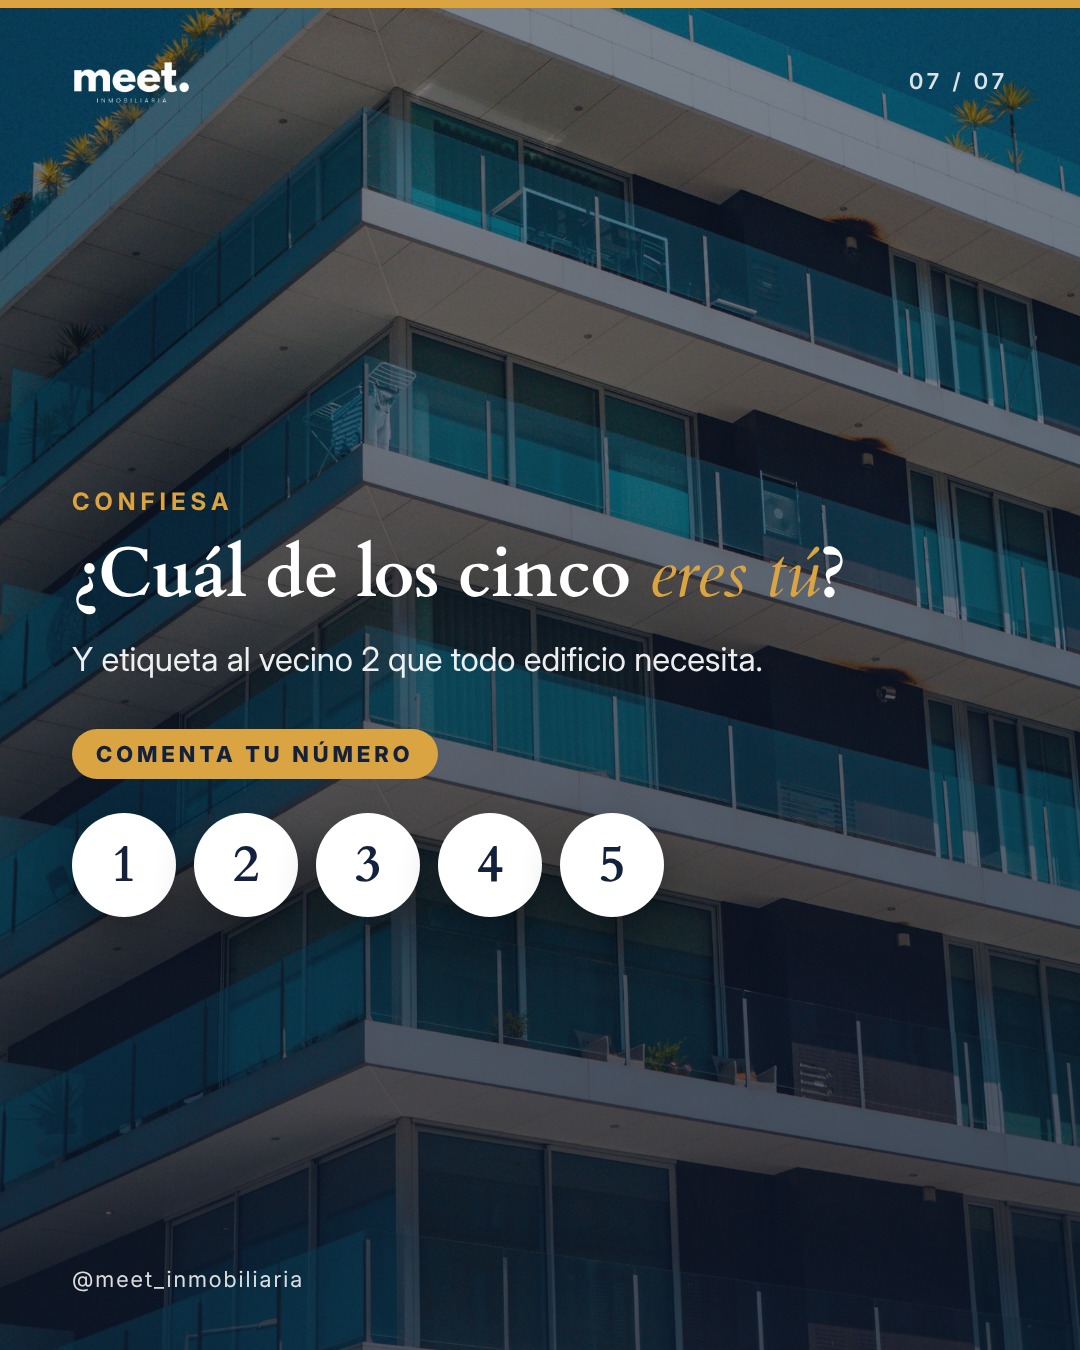 meet.
INMOBILIARIA
07 / 07
CONFIESA
¿Cuál de los cinco eres tú?
Y etiqueta al vecino 2 que todo edificio necesita.
COMENTA TU NÚMERO
1 2 3 4 5
@meet_inmobiliaria